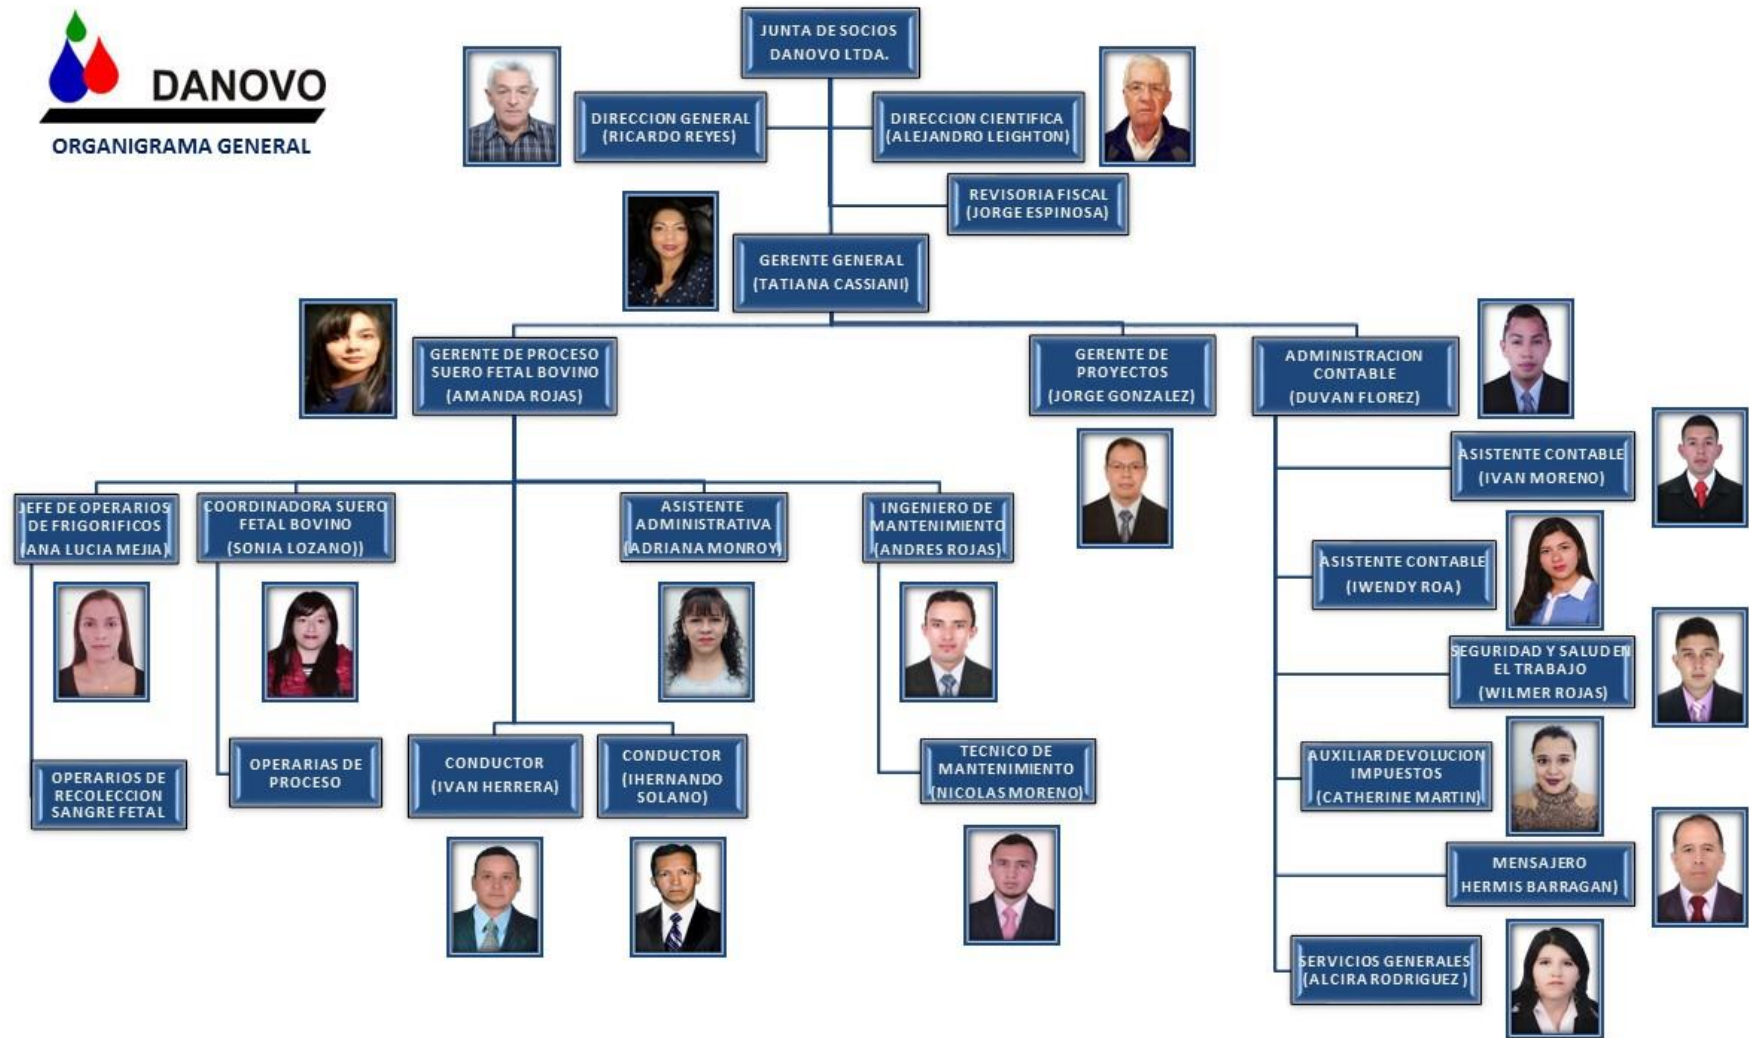 DANOVO
ORGANIGRAMA GENERAL
JUNTA DE SOCIOS
DANOVO LTDA.
DIRECCION GENERAL
(RICARDO REYES)
DIRECCION CIENTIFICA
(ALEJANDRO LEIGHTON)
REVISORIA FISCAL
(JORGE ESPINOSA)
GERENTE GENERAL
(TATIANA CASSIANI)
GERENTE DE PROCESO
SUERO FETAL BOVINO
(AMANDA ROJAS)
GERENTE DE
PROYECTOS
(JORGE GONZALEZ)
ADMINISTRACION
CONTABLE
(DUVAN FLOREZ)
JEFE DE OPERARIOS
DE FRIGORIFICOS
(ANA LUCIA MEJIA)
COORDINADORA SUERO
FETAL BOVINO
(SONIA LOZANO))
ASISTENTE
ADMINISTRATIVA
(ADRIANA MONROY)
INGENIERO DE
MANTENIMIENTO
(ANDRES ROJAS)
OPERARIOS DE
RECOLECCION
SANGRE FETAL
OPERARIAS DE
PROCESO
CONDUCTOR
(IVAN HERRERA)
CONDUCTOR
(IHERNANDO
SOLANO)
TECNICO DE
MANTENIMIENTO
(NICOLAS MORENO)
ASISTENTE CONTABLE
(IVAN MORENO)
ASISTENTE CONTABLE
(IWENDY ROA)
SEGURIDAD Y SALUD EN
EL TRABAJO
(WILMER ROJAS)
AUXILIAR DEVOLUCION
IMPUESTOS
(CATHERINE MARTIN)
MENSAJERO
HERMIS BARRAGAN)
SERVICIOS GENERALES
(ALCIRA RODRIGUEZ )